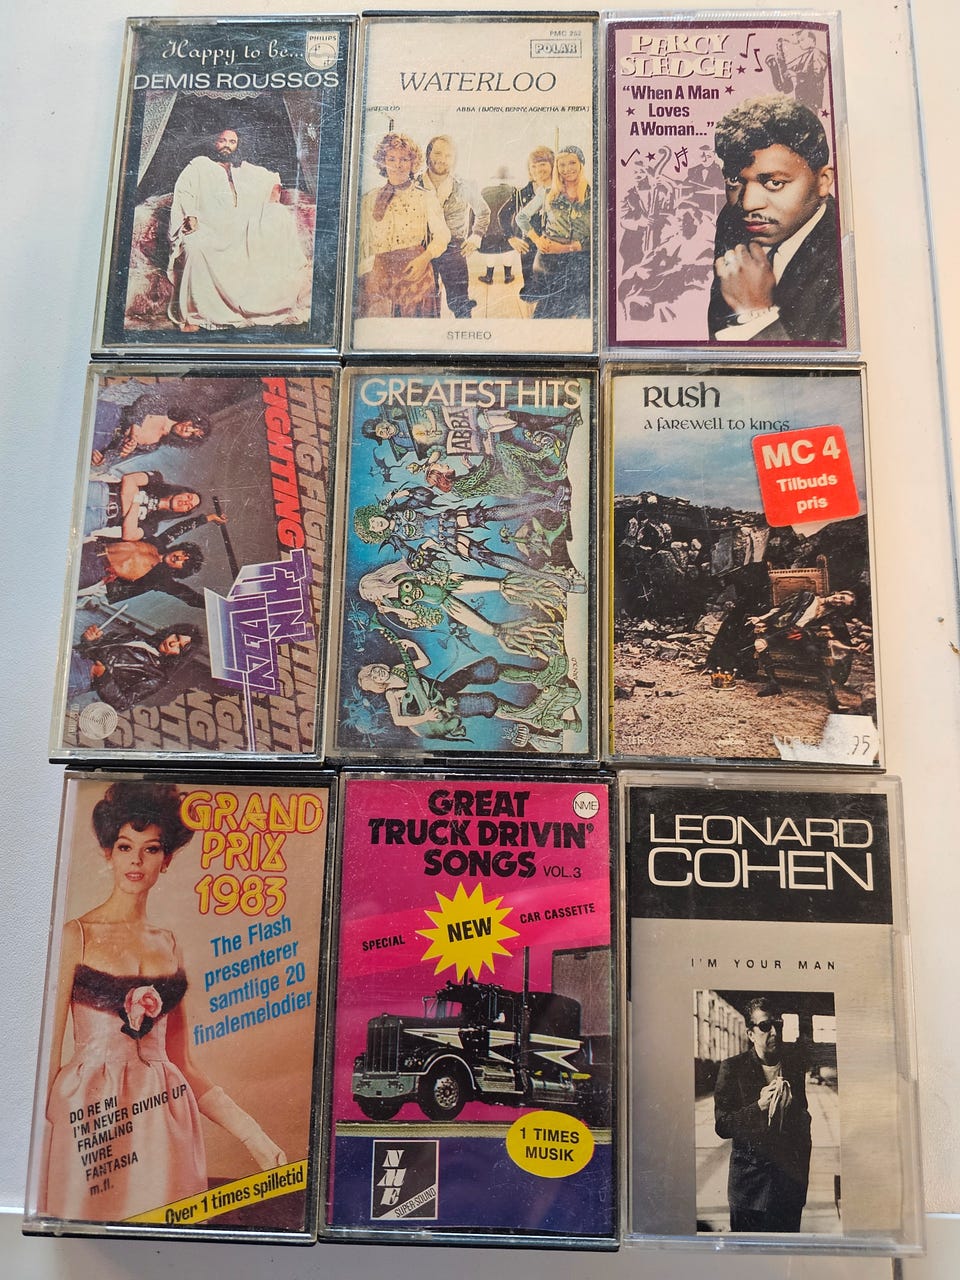 Happy to be...
PHILIPS
DEMIS ROUSSOS
PMC 252
POLAR
WATERLOO
WATERLOO
ABBA (BJÖRN, BENNY, AGNETHA & FRIDA)
STEREO
PERCY
SLEDGE
"When A Man
Loves
A Woman..."
FIGHTING
THIN
LIZZY
GREATEST HITS
ABBA
RUSH
a farewell to kings
MC 4
Tilbuds
pris
STEREO
95
GRAND
PRIX
1983
The Flash
presenterer
samtlige 20
finalemelodier
DO RE MI
I'M NEVER GIVING UP
FRÄMLING
VIVRE
FANTASIA
m.fl.
Over 1 times spilletid
GREAT
NME
TRUCK DRIVIN'
SONGS VOL.3
SPECIAL
NEW
CAR CASSETTE
1 TIMES
MUSIK
NME
SUPER-SOUND
LEONARD
COHEN
I'M YOUR MAN